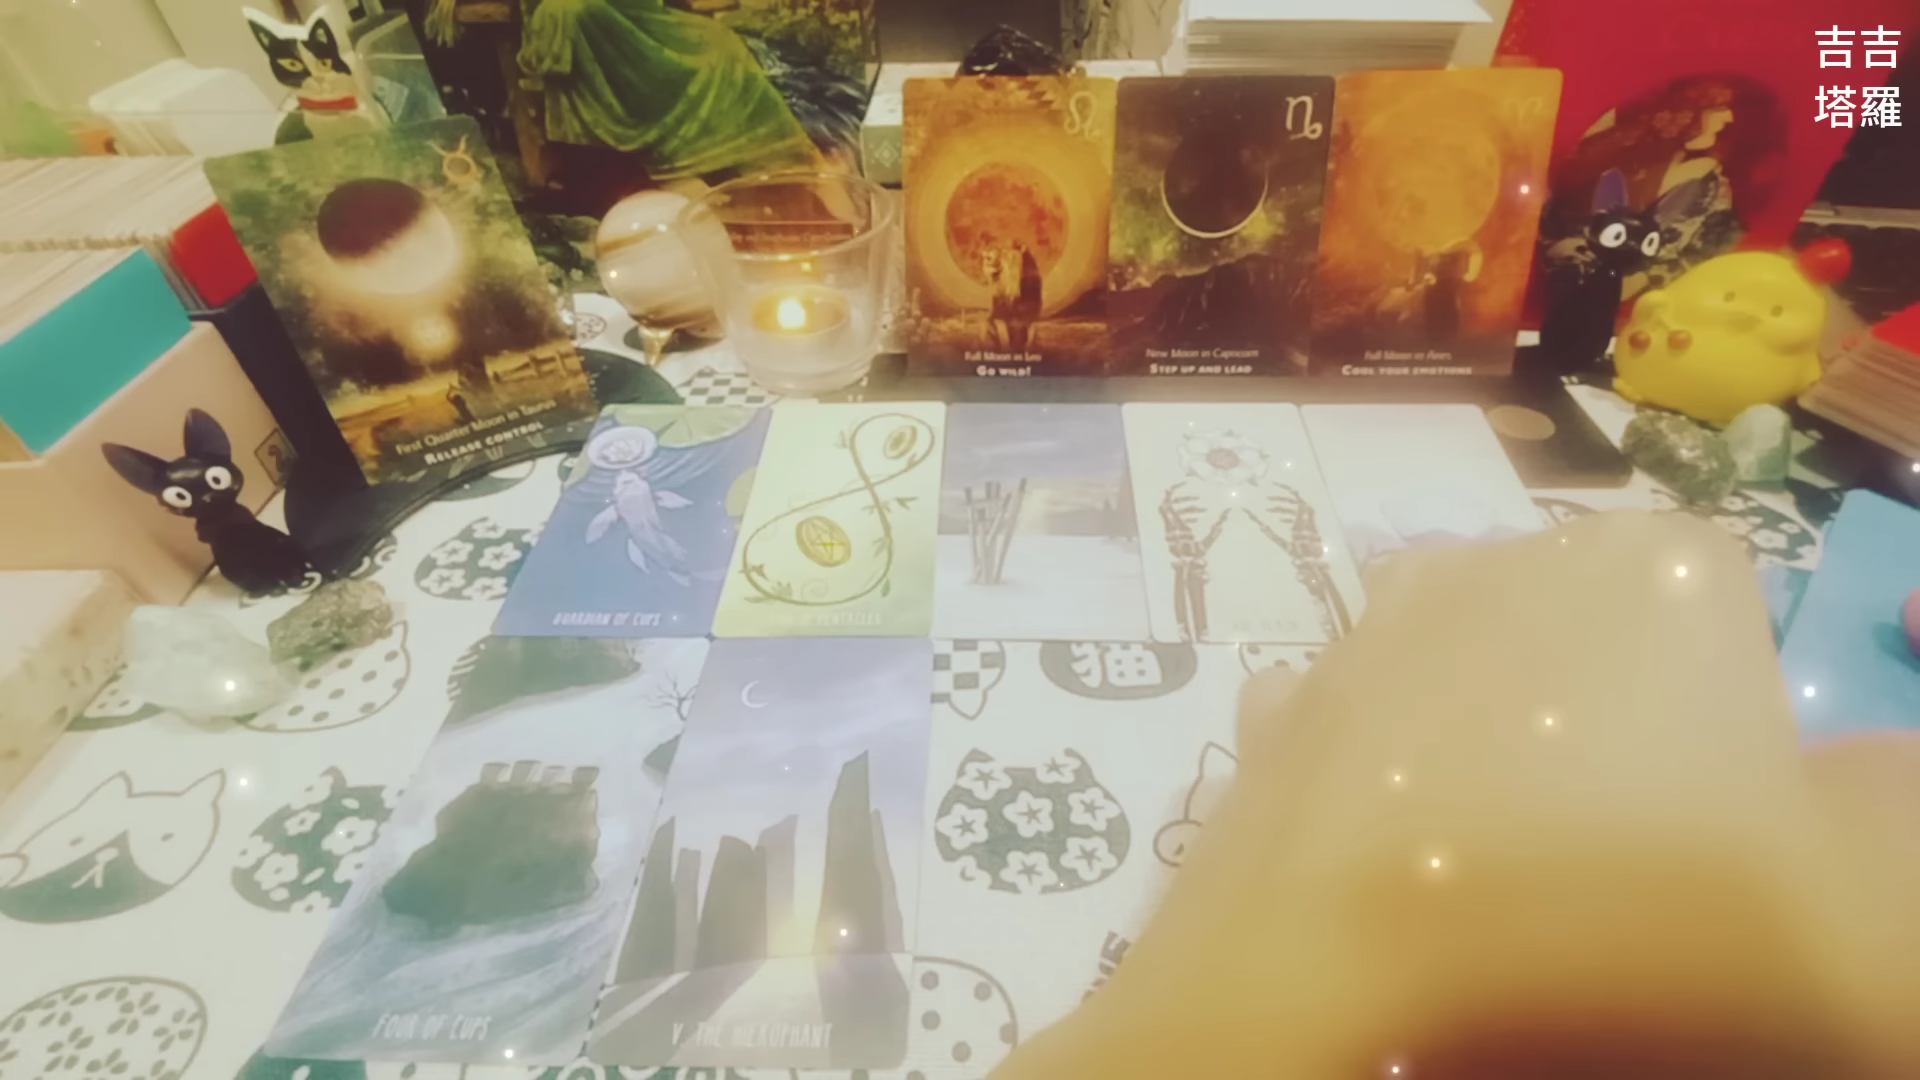 吉吉
塔羅
First Quarter Moon in Taurus
RELEASE CONTROL
Full Moon in Leo
GO WILD!
New Moon in Capricorn
STEP UP AND LEAD
Full Moon in Aries
COOL YOUR EMOTIONS
GUARDIAN OF CUPS
PENTACLES
猫
FOUR OF CUPS
V. THE HIEROPHANT